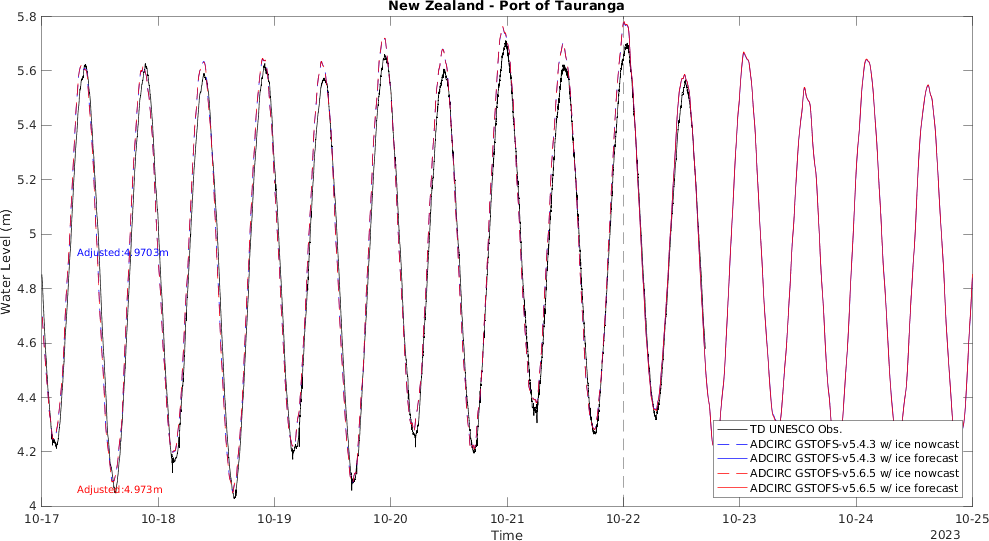 New Zealand - Port of Tauranga
5.8
5.6
5.4
5.2
5
4.8
4.6
4.4
4.2
4
Water Level (m)
Adjusted:4.9703m
Adjusted:4.973m
TD UNESCO Obs.
ADCIRC GSTOFS-v5.4.3 w/ ice nowcast
ADCIRC GSTOFS-v5.4.3 w/ ice forecast
ADCIRC GSTOFS-v5.6.5 w/ ice nowcast
ADCIRC GSTOFS-v5.6.5 w/ ice forecast
10-17 10-18 10-19 10-20 10-21 10-22 10-23 10-24 10-25
Time
2023